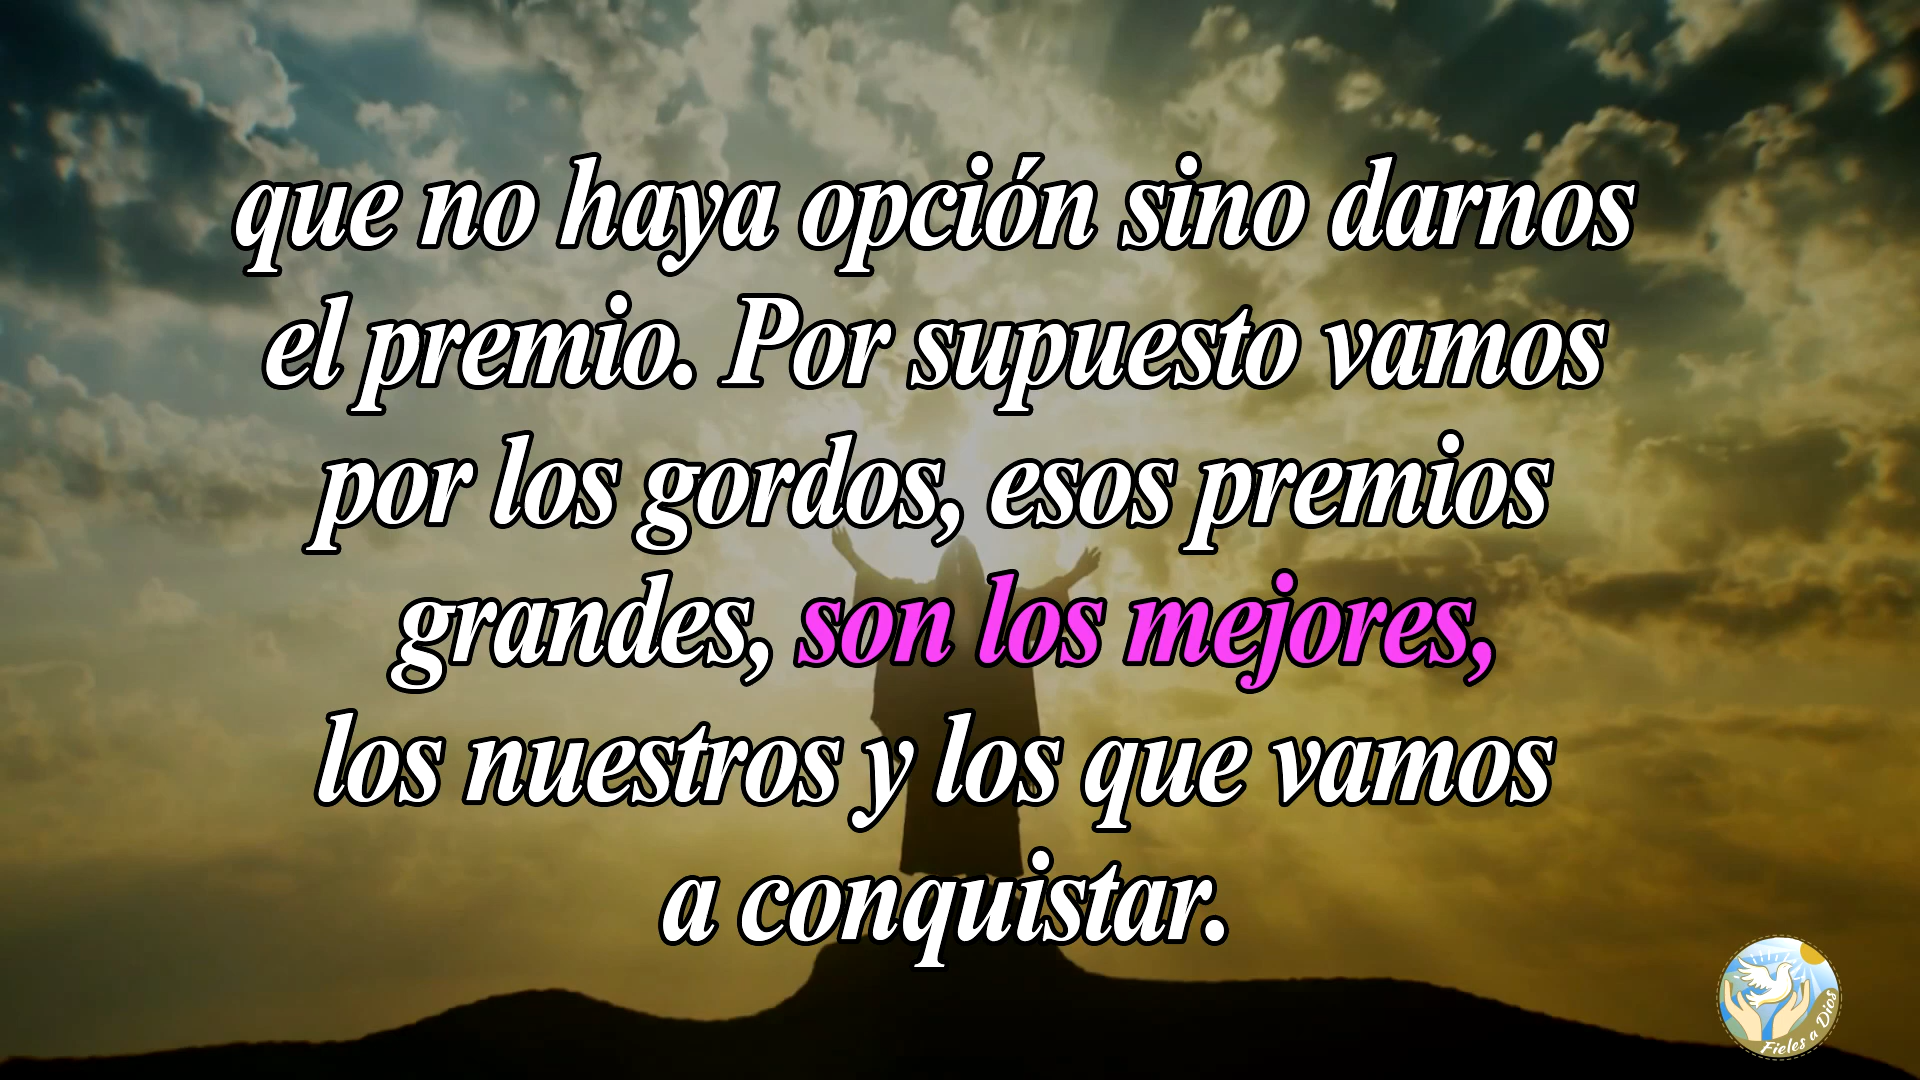 que no haya opción sino darnos
el premio. Por supuesto vamos
por los gordos, esos premios
grandes, son los mejores,
los nuestros y los que vamos
a conquistar.
Fieles a Dios